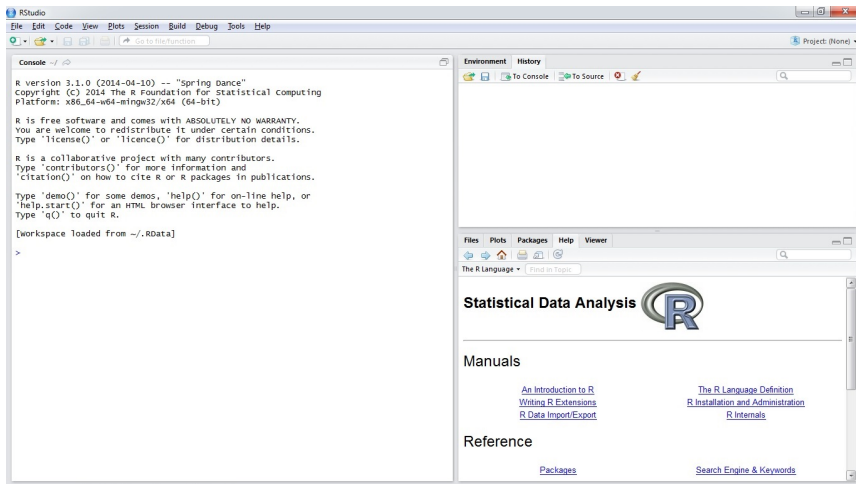 RStudio
File Edit Code View Plots Session Build Debug Tools Help
Go to file/function
Project: (None)
Console ~/
R version 3.1.0 (2014-04-10) -- "Spring Dance"
Copyright (C) 2014 The R Foundation for Statistical Computing
Platform: x86_64-w64-mingw32/x64 (64-bit)
R is free software and comes with ABSOLUTELY NO WARRANTY.
You are welcome to redistribute it under certain conditions.
Type 'license()' or 'licence()' for distribution details.
R is a collaborative project with many contributors.
Type 'contributors()' for more information and
'citation()' on how to cite R or R packages in publications.
Type 'demo()' for some demos, 'help()' for on-line help, or
'help.start()' for an HTML browser interface to help.
Type 'q()' to quit R.
[Workspace loaded from ~/.RData]
>
Environment History
To Console To Source
Files Plots Packages Help Viewer
The R Language Find in Topic
Statistical Data Analysis R
Manuals
An Introduction to R The R Language Definition
Writing R Extensions R Installation and Administration
R Data Import/Export R Internals
Reference
Packages Search Engine & Keywords